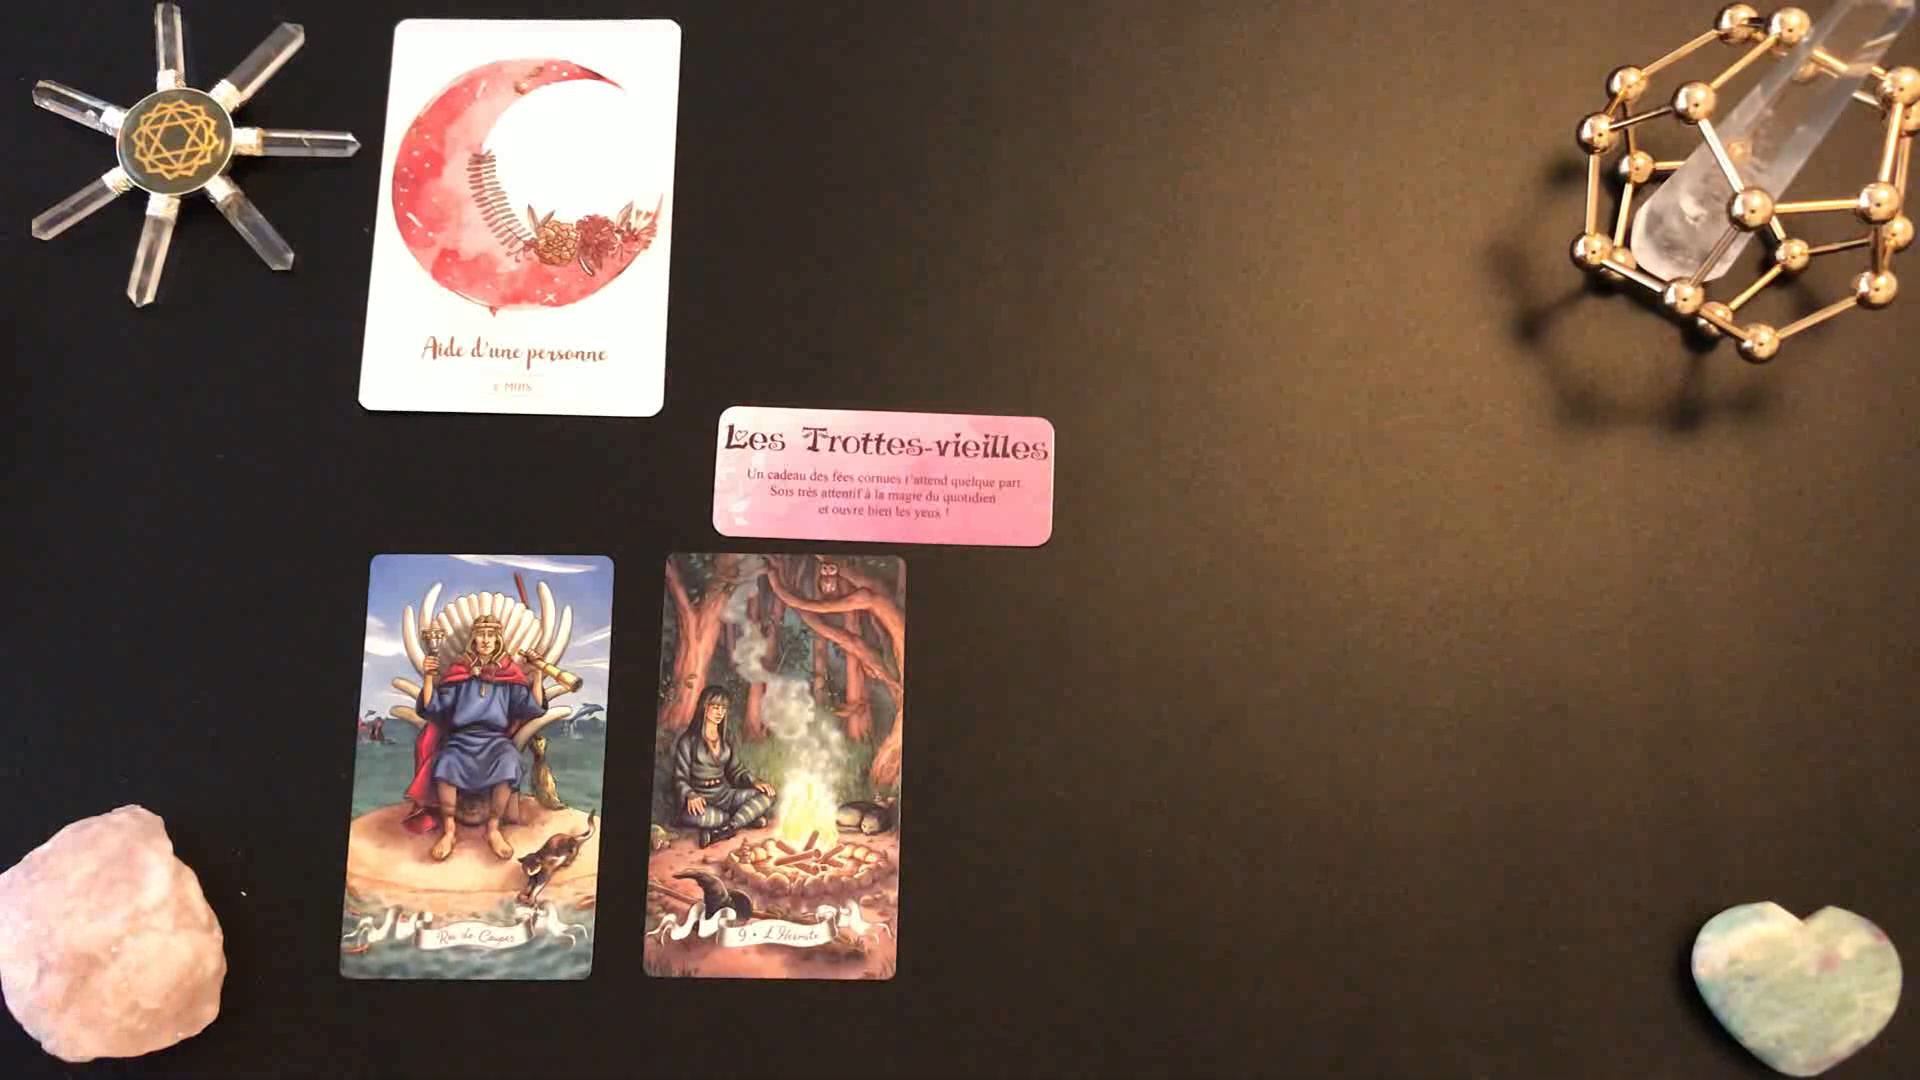 Aide d'une personne
MOIS
Les Trottes-vieilles
Un cadeau des fées cornues t'attend quelque part.
Sois très attentif à la magie du quotidien
et ouvre bien les yeux !
Roi de Coupes
9 • L'Hermite